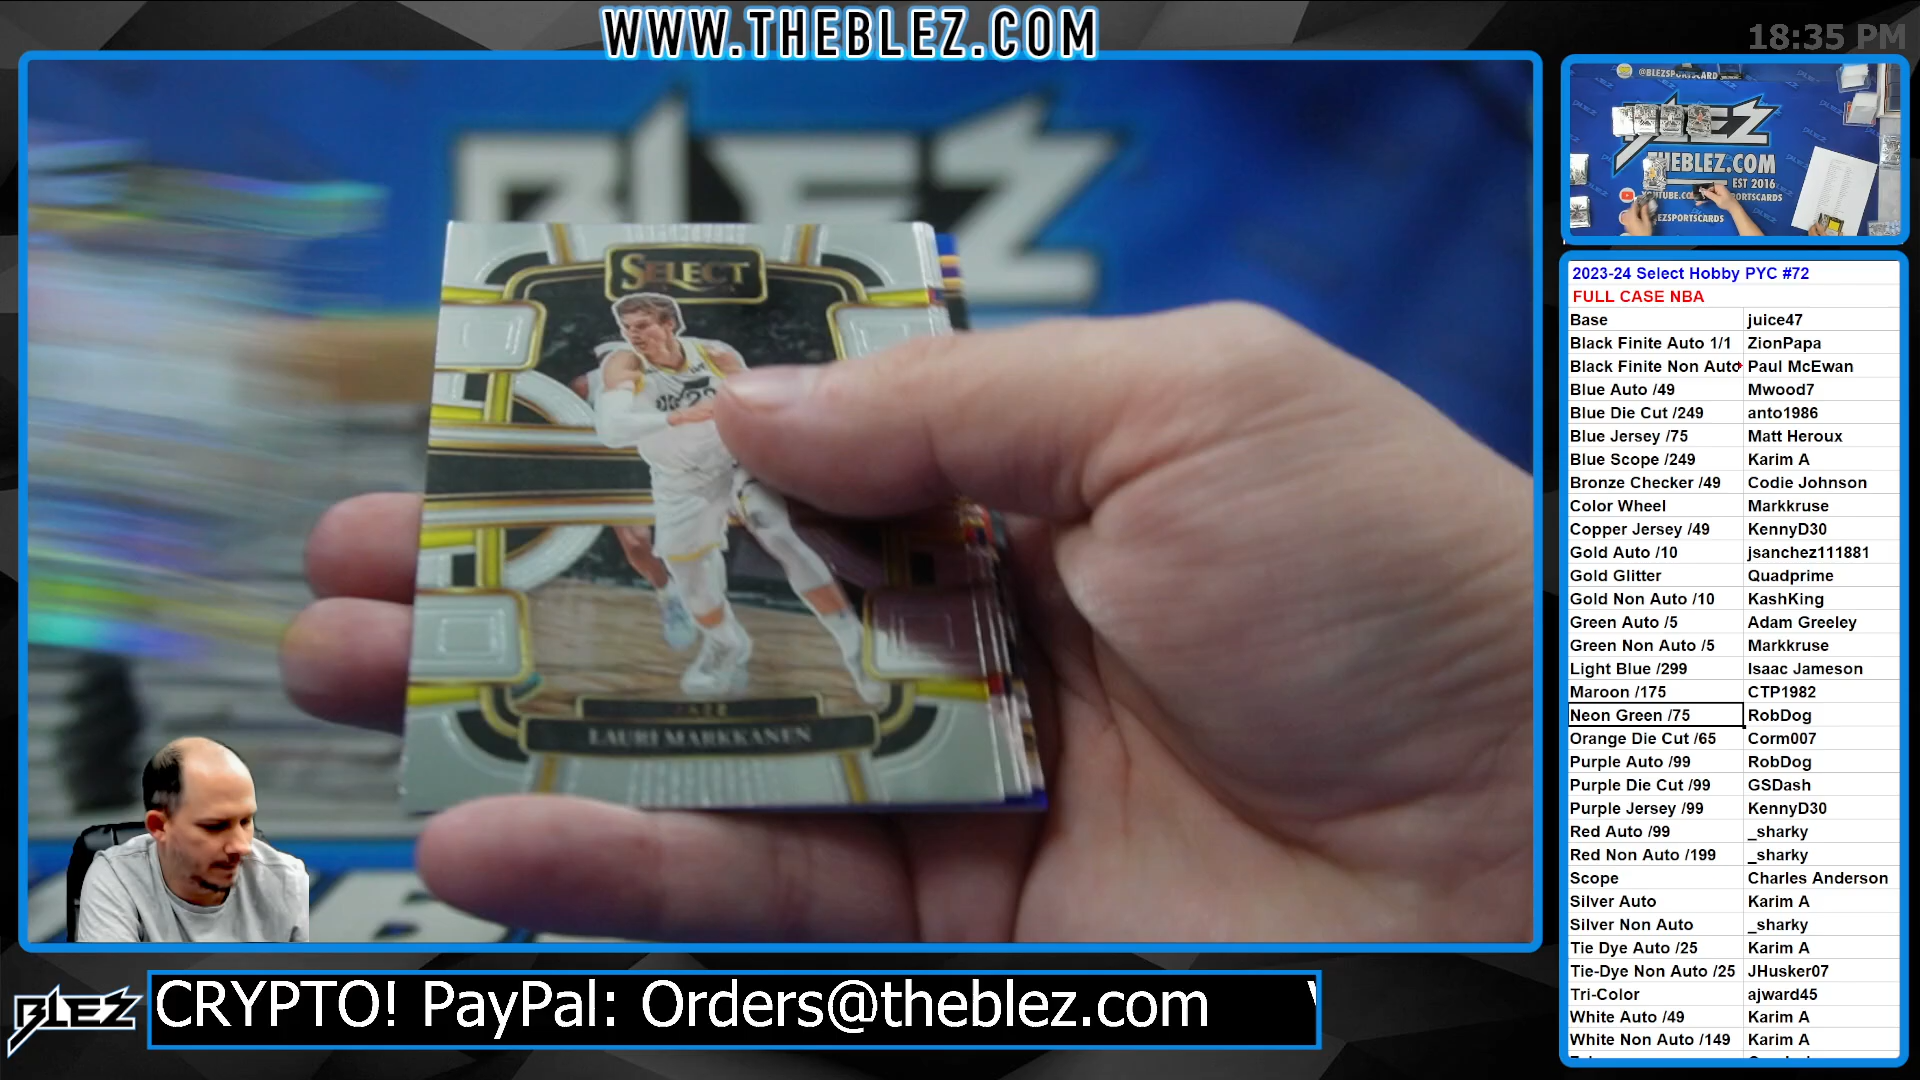 WWW.THEBLEZ.COM
18:35 PM
BLEZ
SELECT
JAZZ
LAURI MARKKANEN
@BLEZSPORTSCARD
BLEZ
THEBLEZ.COM
EST 2016
2023-24 Select Hobby PYC #72
FULL CASE NBA
Base juice47
Black Finite Auto 1/1 ZionPapa
Black Finite Non Auto Paul McEwan
Blue Auto /49 Mwood7
Blue Die Cut /249 anto1986
Blue Jersey /75 Matt Heroux
Blue Scope /249 Karim A
Bronze Checker /49 Codie Johnson
Color Wheel Markkruse
Copper Jersey /49 KennyD30
Gold Auto /10 jsanchez111881
Gold Glitter Quadprime
Gold Non Auto /10 KashKing
Green Auto /5 Adam Greeley
Green Non Auto /5 Markkruse
Light Blue /299 Isaac Jameson
Maroon /175 CTP1982
Neon Green /75 RobDog
Orange Die Cut /65 Corm007
Purple Auto /99 RobDog
Purple Die Cut /99 GSDash
Purple Jersey /99 KennyD30
Red Auto /99 _sharky
Red Non Auto /199 _sharky
Scope Charles Anderson
Silver Auto Karim A
Silver Non Auto _sharky
Tie Dye Auto /25 Karim A
Tie-Dye Non Auto /25 JHusker07
Tri-Color ajward45
White Auto /49 Karim A
White Non Auto /149 Karim A
BLEZ
CRYPTO! PayPal: Orders@theblez.com